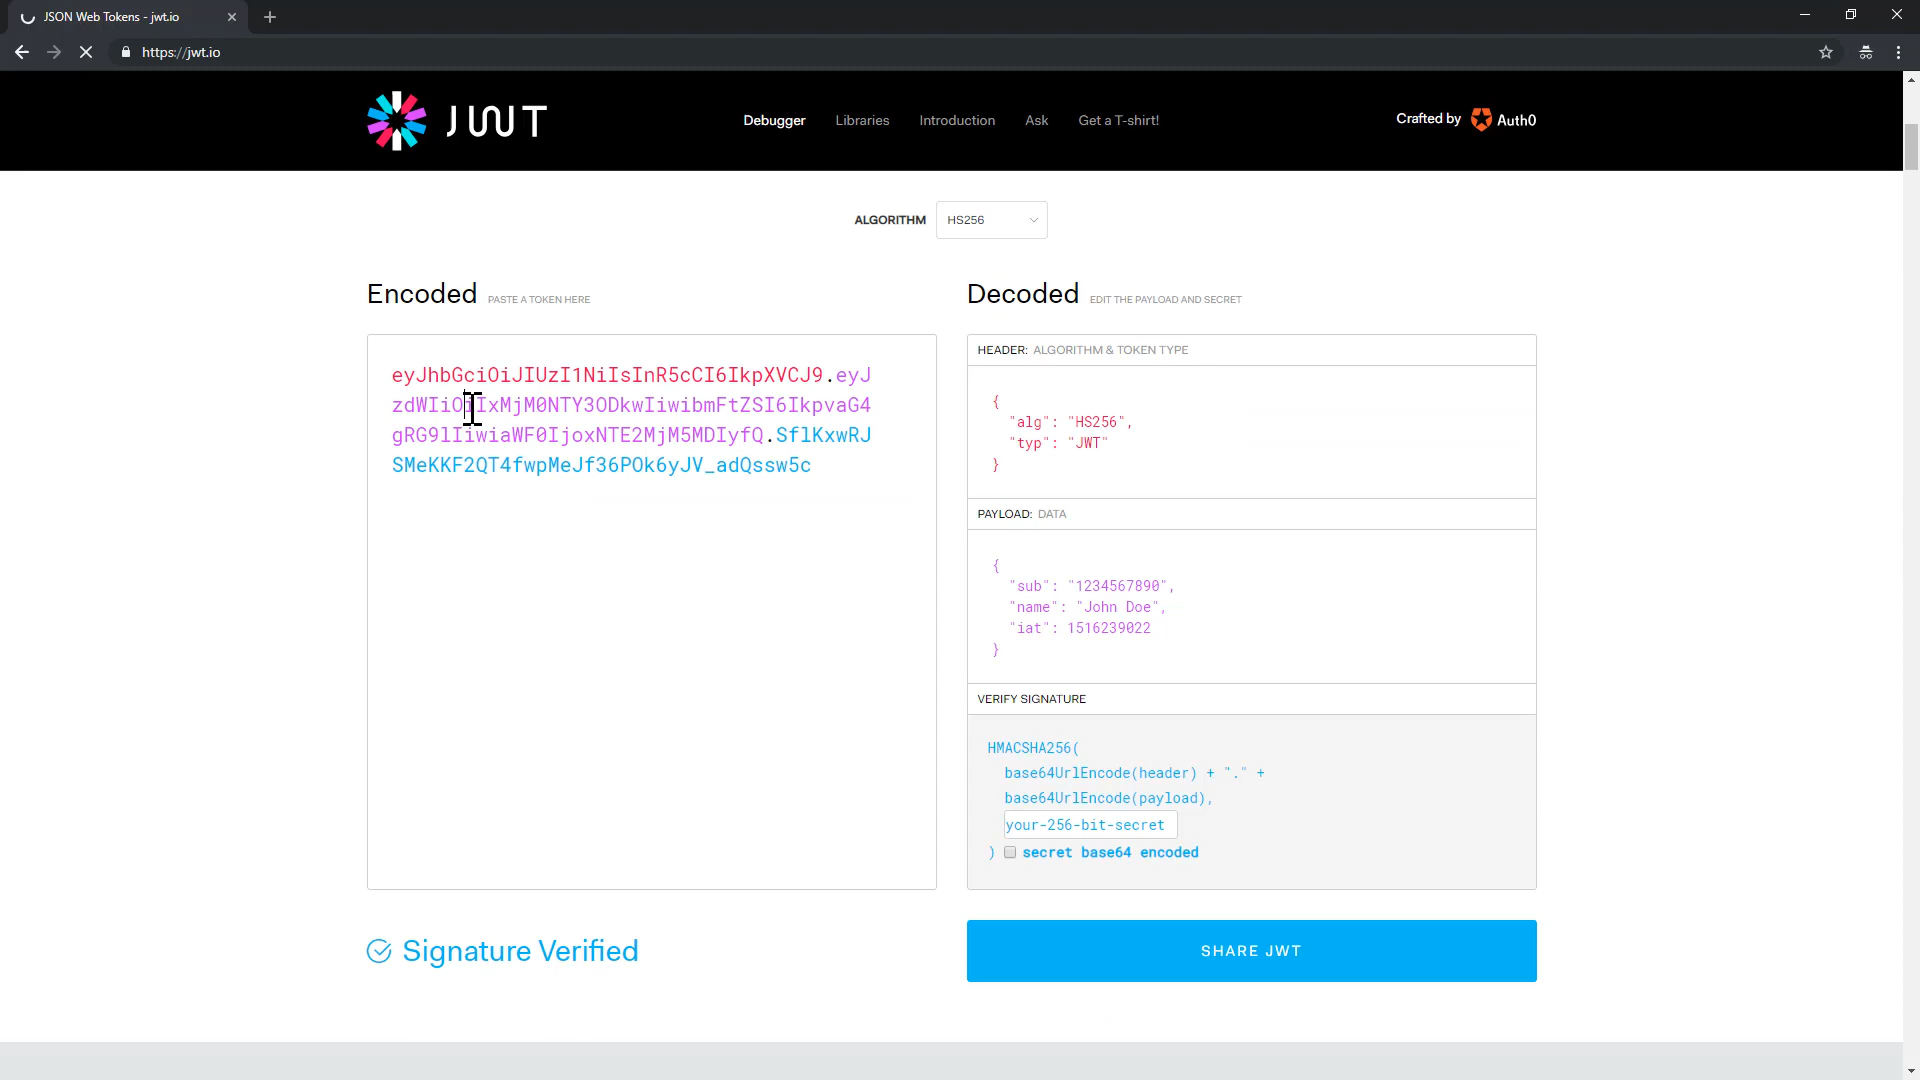 JSON Web Tokens - jwt.io
https://jwt.io
JWT
Debugger
Libraries
Introduction
Ask
Get a T-shirt!
Crafted by Auth0
ALGORITHM
HS256
Encoded PASTE A TOKEN HERE
eyJhbGciOiJIUzI1NiIsInR5cCI6IkpXVCJ9.eyJ
zdWIiOiIxMjM0NTY3ODkwIiwibmFtZSI6IkpvaG4
gRG9lIiwiaWF0IjoxNTE2MjM5MDIyfQ.SflKxwRJ
SMeKKF2QT4fwpMeJf36POk6yJV_adQssw5c
Signature Verified
Decoded EDIT THE PAYLOAD AND SECRET
HEADER: ALGORITHM & TOKEN TYPE
{
"alg": "HS256",
"typ": "JWT"
}
PAYLOAD: DATA
{
"sub": "1234567890",
"name": "John Doe",
"iat": 1516239022
}
VERIFY SIGNATURE
HMACSHA256(
base64UrlEncode(header) + "." +
base64UrlEncode(payload),
your-256-bit-secret
) secret base64 encoded
SHARE JWT